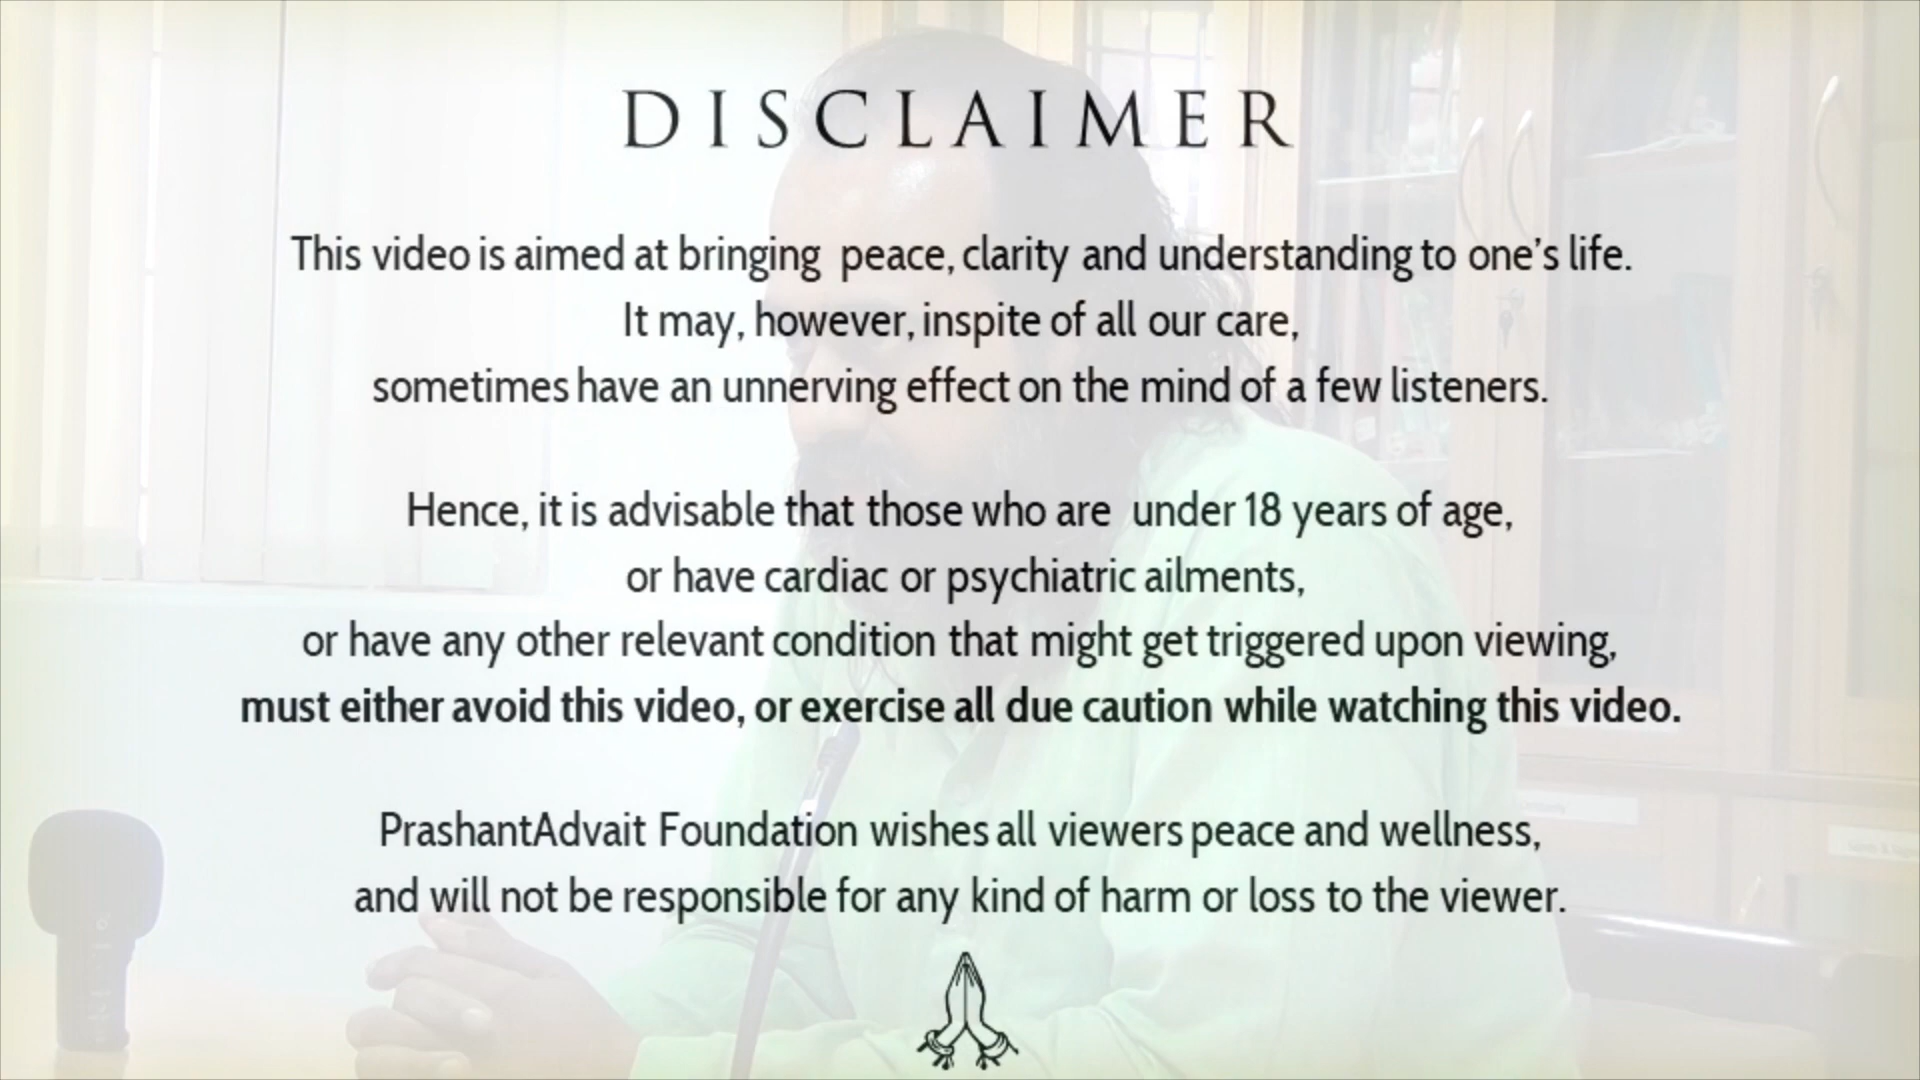 DISCLAIMER
This video is aimed at bringing peace, clarity and understanding to one's life.
It may, however, inspite of all our care,
sometimes have an unnerving effect on the mind of a few listeners.
Hence, it is advisable that those who are under 18 years of age,
or have cardiac or psychiatric ailments,
or have any other relevant condition that might get triggered upon viewing,
must either avoid this video, or exercise all due caution while watching this video.
PrashantAdvait Foundation wishes all viewers peace and wellness,
and will not be responsible for any kind of harm or loss to the viewer.